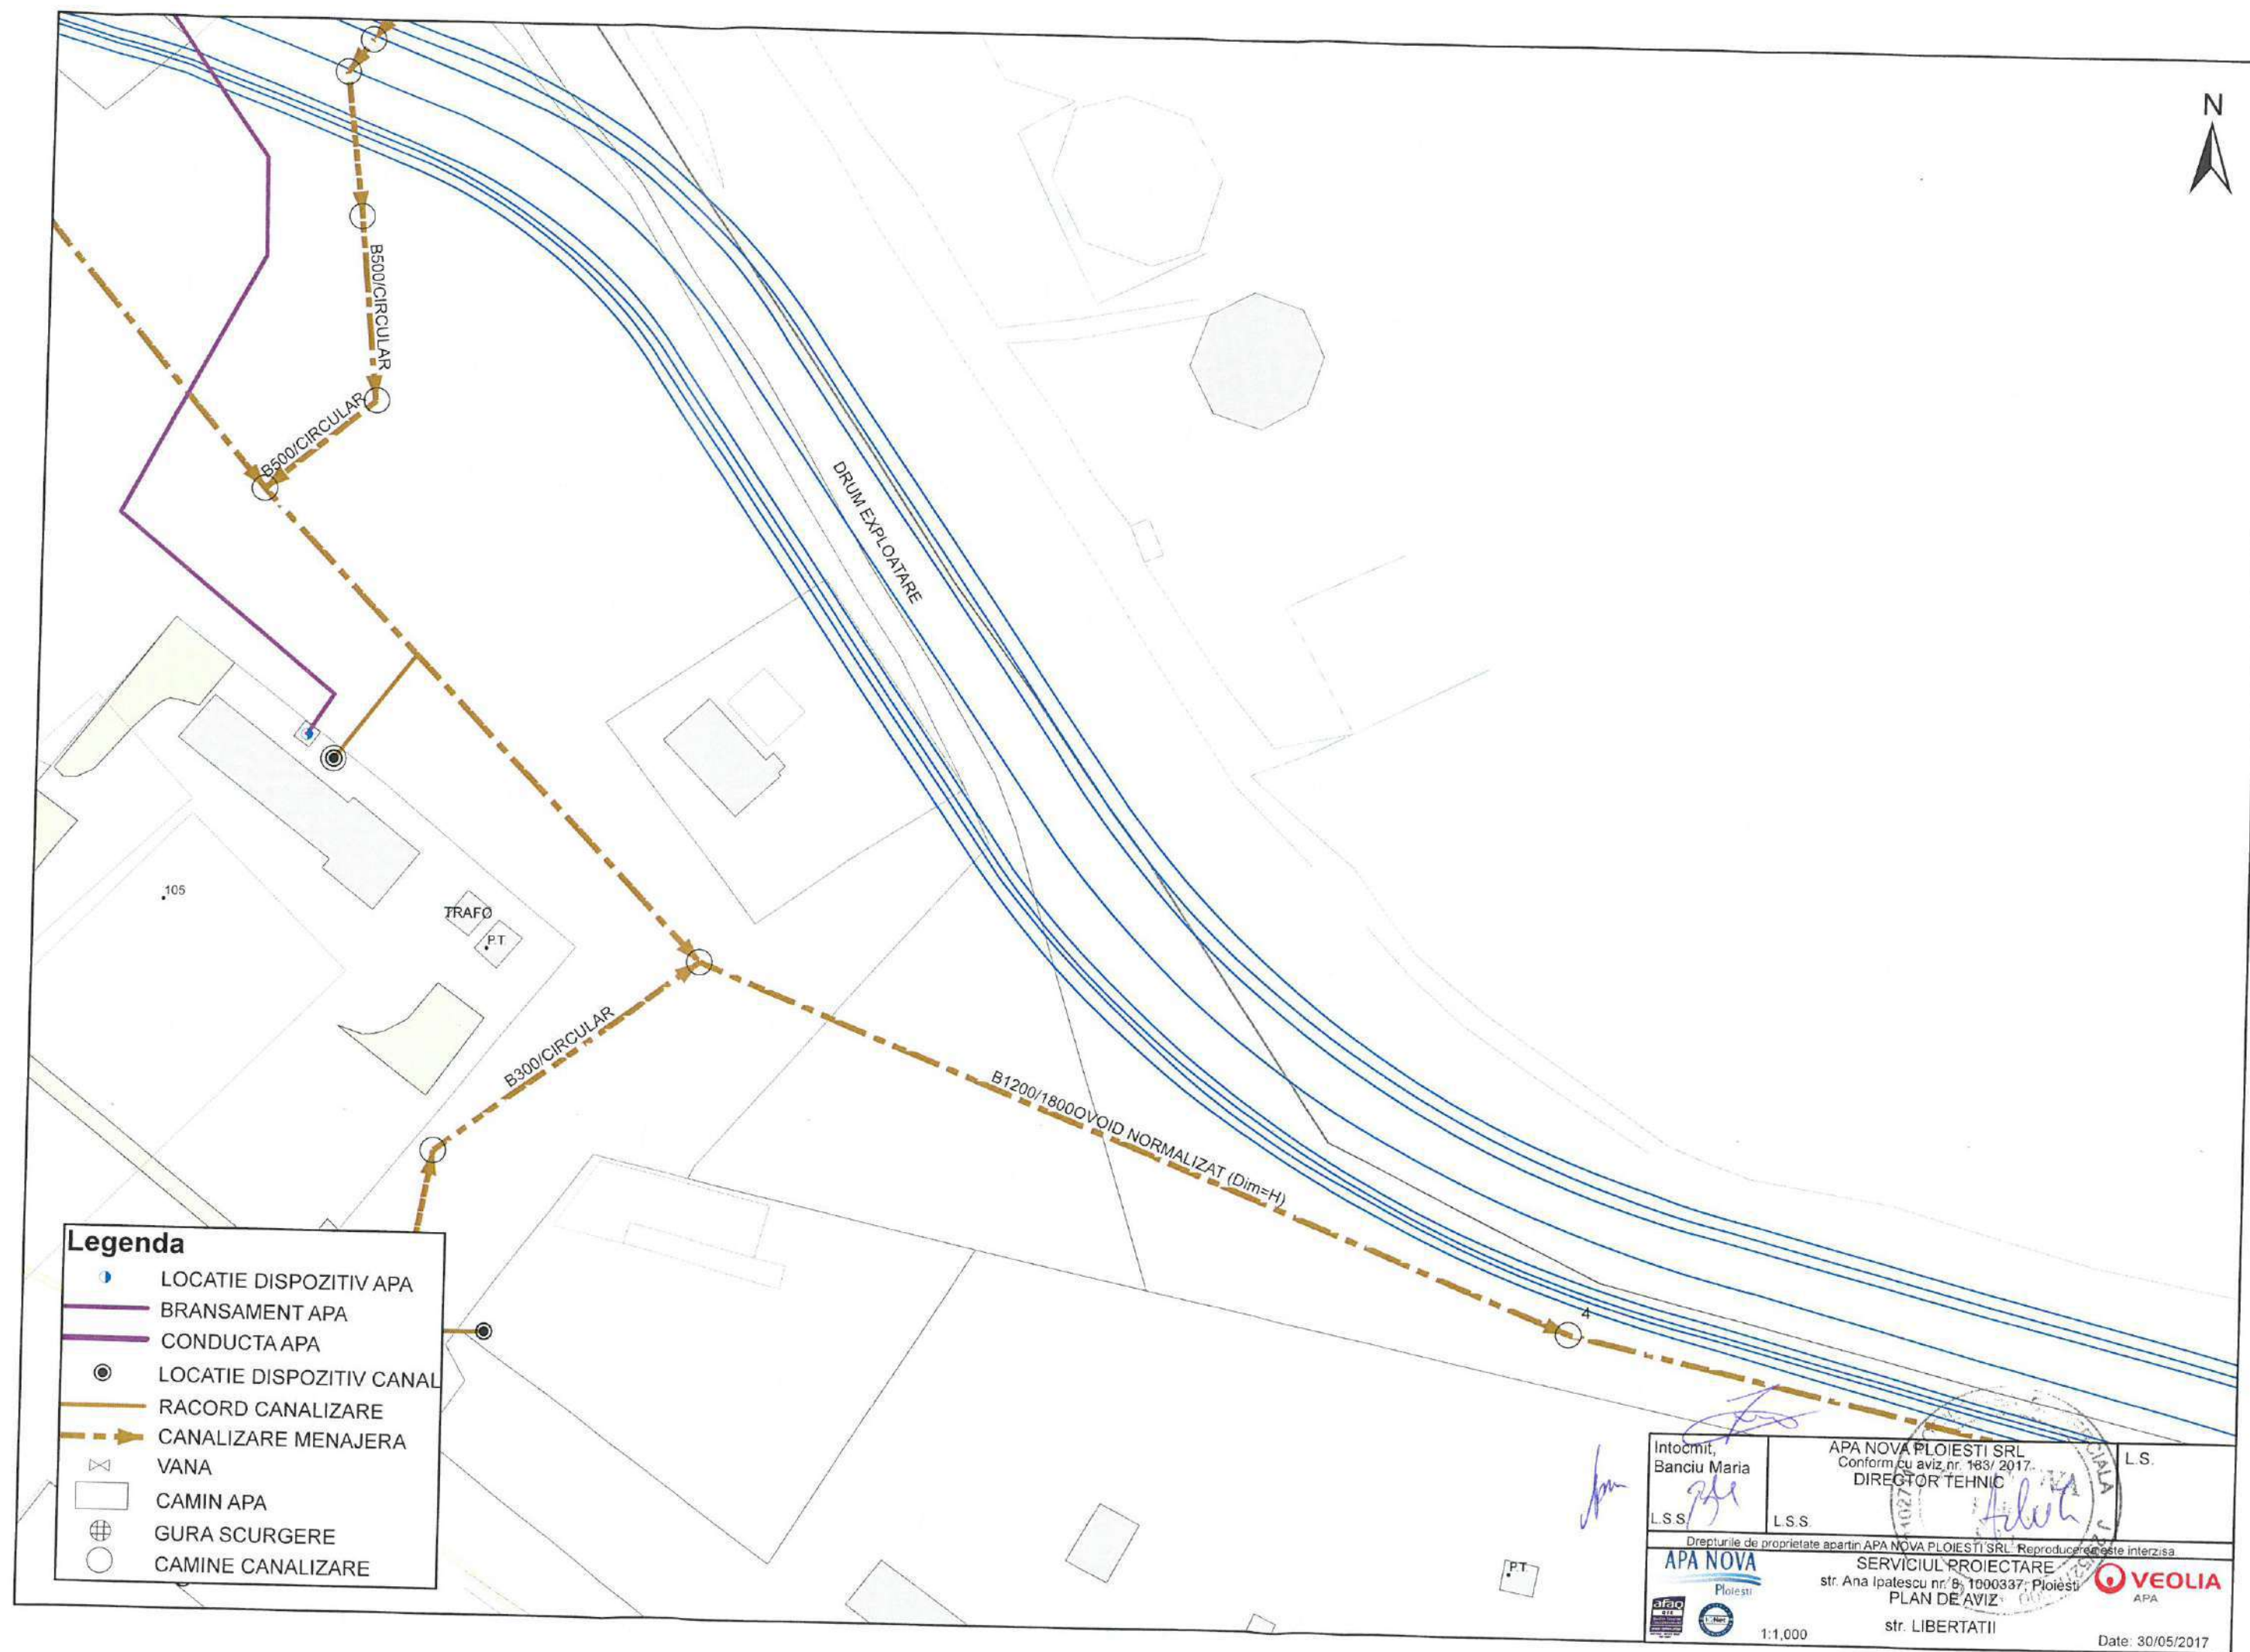 N
B500/CIRCULAR
B500/CIRCULAR
DRUM EXPLOATARE
105
TRAFO
P.T.
B300/CIRCULAR
B1200/1800OVOID NORMALIZAT (Dim=H)
4
Legenda
LOCATIE DISPOZITIV APA
BRANSAMENT APA
CONDUCTA APA
LOCATIE DISPOZITIV CANAL
RACORD CANALIZARE
CANALIZARE MENAJERA
VANA
CAMIN APA
GURA SCURGERE
CAMINE CANALIZARE
P.T.
Intocmit,
Banciu Maria
L.S.S.
APA NOVA PLOIESTI SRL
Conform cu aviz nr. 183/ 2017
DIRECTOR TEHNIC
L.S.S.
L.S.
Drepturile de proprietate apartin APA NOVA PLOIESTI SRL. Reproducerea este interzisa.
APA NOVA
Ploiesti
afaq
SERVICIUL PROIECTARE
str. Ana Ipatescu nr. 8, 1000337, Ploiesti
PLAN DE AVIZ
str. LIBERTATII
1:1,000
VEOLIA
APA
Date: 30/05/2017